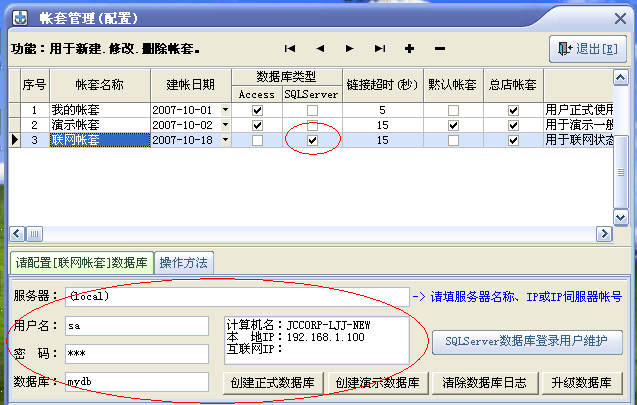 帐套管理(配置)
功能：用于新建.修改.删除帐套。
退出[E]
序号 帐套名称 建帐日期 数据库类型 链接超时(秒) 默认帐套 总店帐套
Access SQLServer
1 我的帐套 2007-10-01 5 用户正式使用
2 演示帐套 2007-10-02 15 用于演示一般
3 联网帐套 2007-10-18 15 用于联网状态
请配置[联网帐套]数据库 操作方法
服务器： (local) -> 请填服务器名称、IP或IP伺服器帐号
用户名： sa
计算机名：JCCORP-LJJ-NEW
本 地IP：192.168.1.100
互联网IP：
SQLServer数据库登录用户维护
密 码： ***
数据库： mydb
创建正式数据库 创建演示数据库 清除数据库日志 升级数据库